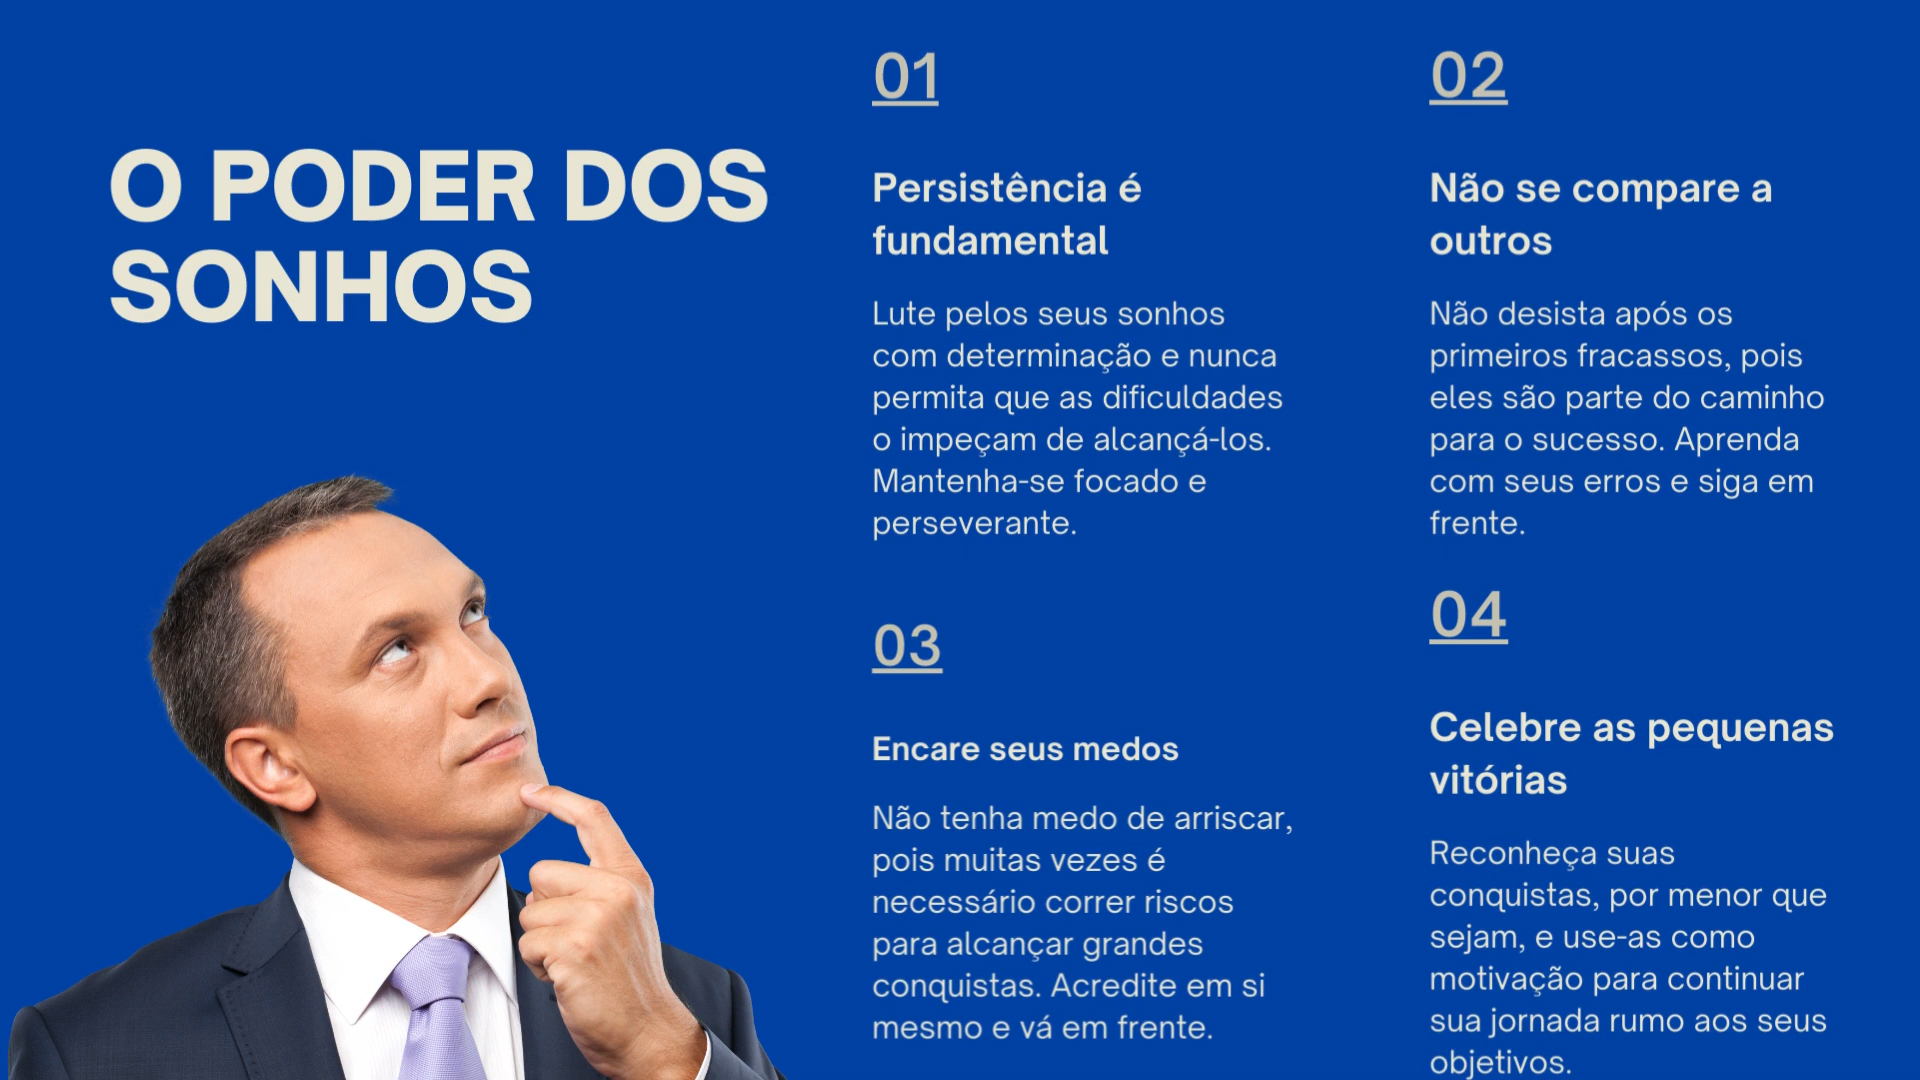 O PODER DOS
SONHOS
01
Persistência é
fundamental
Lute pelos seus sonhos
com determinação e nunca
permita que as dificuldades
o impeçam de alcançá-los.
Mantenha-se focado e
perseverante.
02
Não se compare a
outros
Não desista após os
primeiros fracassos, pois
eles são parte do caminho
para o sucesso. Aprenda
com seus erros e siga em
frente.
03
Encare seus medos
Não tenha medo de arriscar,
pois muitas vezes é
necessário correr riscos
para alcançar grandes
conquistas. Acredite em si
mesmo e vá em frente.
04
Celebre as pequenas
vitórias
Reconheça suas
conquistas, por menor que
sejam, e use-as como
motivação para continuar
sua jornada rumo aos seus
objetivos.